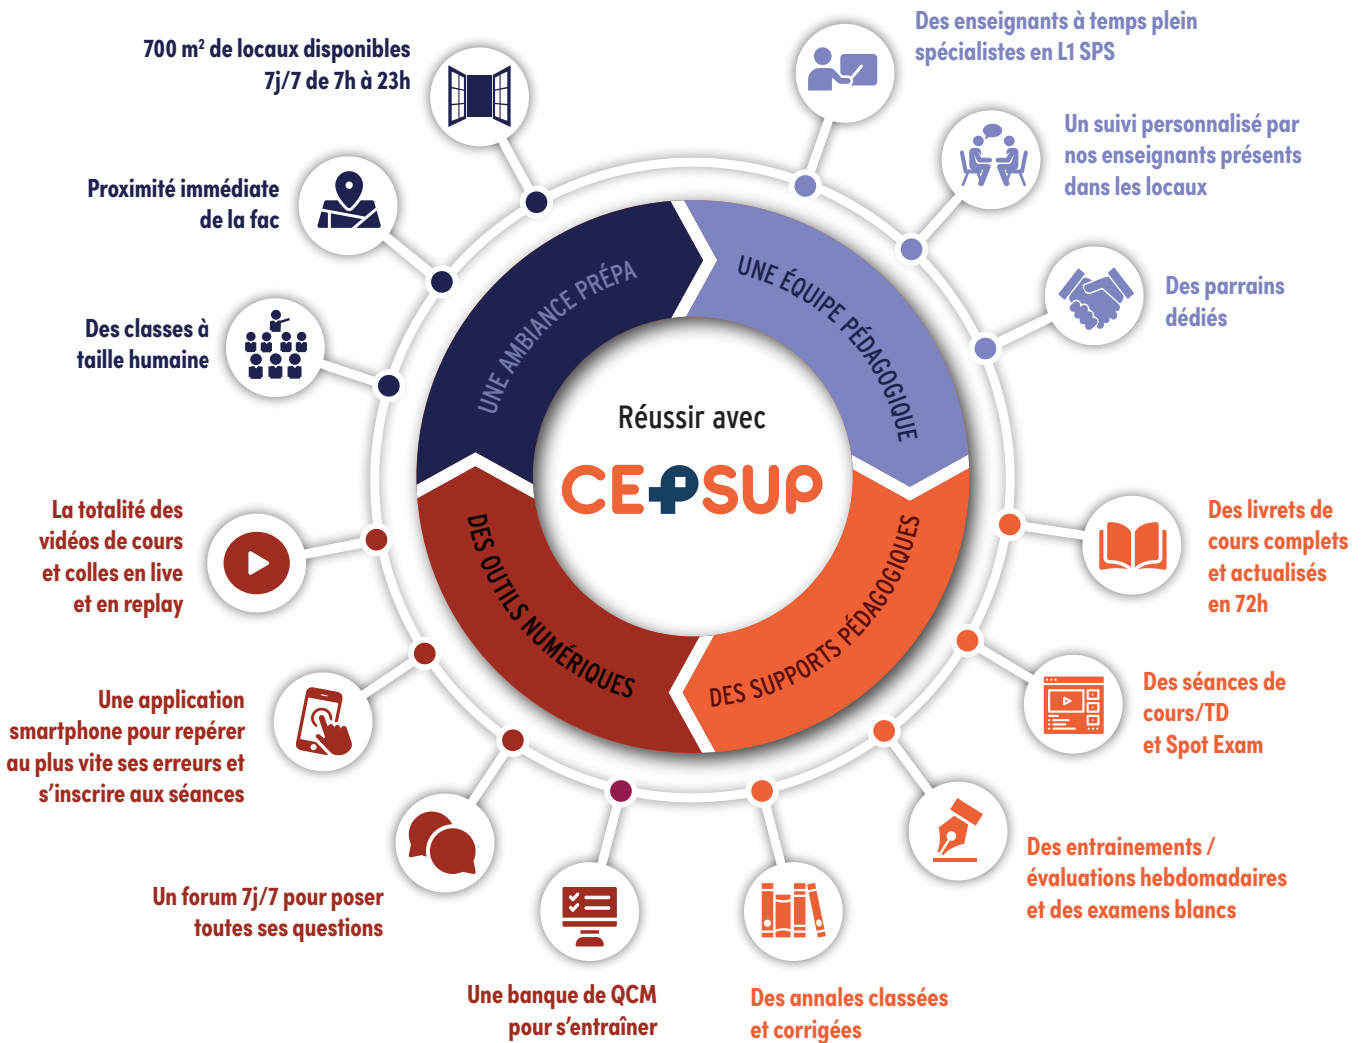 700 m² de locaux disponibles
7j/7 de 7h à 23h
Proximité immédiate
de la fac
Des classes à
taille humaine
UNE AMBIANCE PRÉPA
Des enseignants à temps plein
spécialistes en L1 SPS
Un suivi personnalisé par
nos enseignants présents
dans les locaux
Des parrains
dédiés
UNE ÉQUIPE PÉDAGOGIQUE
Réussir avec
CEPSUP
Des livrets de
cours complets
et actualisés
en 72h
Des séances de
cours/TD
et Spot Exam
Des entrainements /
évaluations hebdomadaires
et des examens blancs
Des annales classées
et corrigées
DES SUPPORTS PÉDAGOGIQUES
La totalité des
vidéos de cours
et colles en live
et en replay
Une application
smartphone pour repérer
au plus vite ses erreurs et
s'inscrire aux séances
Un forum 7j/7 pour poser
toutes ses questions
Une banque de QCM
pour s'entraîner
DES OUTILS NUMÉRIQUES